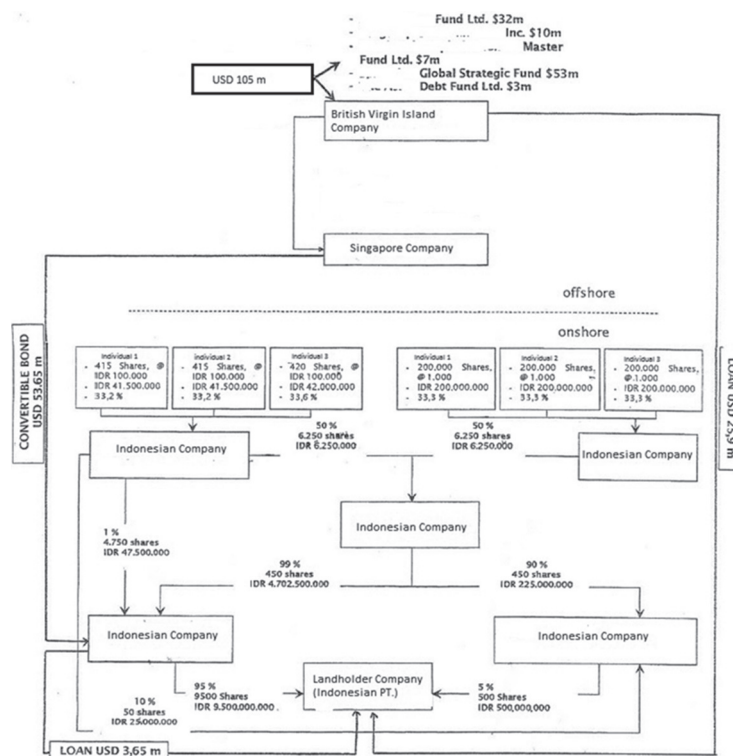 Fund Ltd. $32m
Inc. $10m
Master
Fund Ltd. $7m
Global Strategic Fund $53m
Debt Fund Ltd. $3m
USD 105 m
British Virgin Island
Company
Singapore Company
offshore
onshore
CONVERTIBLE BOND
USD 53.65 m
LOAN USD 25,9 m
Individual 1
- 415 Shares, @
IDR 100.000
- IDR 41.500.000
- 33,2 %
Individual 2
- 415 Shares, @
IDR 100.000
- IDR 41.500.000
- 33,2 %
Individual 3
- 420 Shares, @
IDR 100.000
- IDR 42.000.000
- 33,6 %
Individual 1
- 200.000 Shares,
@ 1.000
- IDR 200.000.000
- 33,3 %
Individual 2
- 200.000 Shares,
@ 1.000
- IDR 200.000.000
- 33,3 %
Individual 3
- 200.000 Shares,
@ 1.000
- IDR 200.000.000
- 33,3 %
Indonesian Company
50 %
6.250 shares
IDR 6.250.000
50 %
6.250 shares
IDR 6.250.000
Indonesian Company
Indonesian Company
1 %
4.750 shares
IDR 47.500.000
99 %
450 shares
IDR 4.702.500.000
90 %
450 shares
IDR 225.000.000
Indonesian Company
Indonesian Company
95 %
9500 Shares
IDR 9.500.000.000
Landholder Company
(Indonesian PT.)
5 %
500 Shares
IDR 500,000,000
10 %
50 shares
IDR 25.000.000
LOAN USD 3,65 m